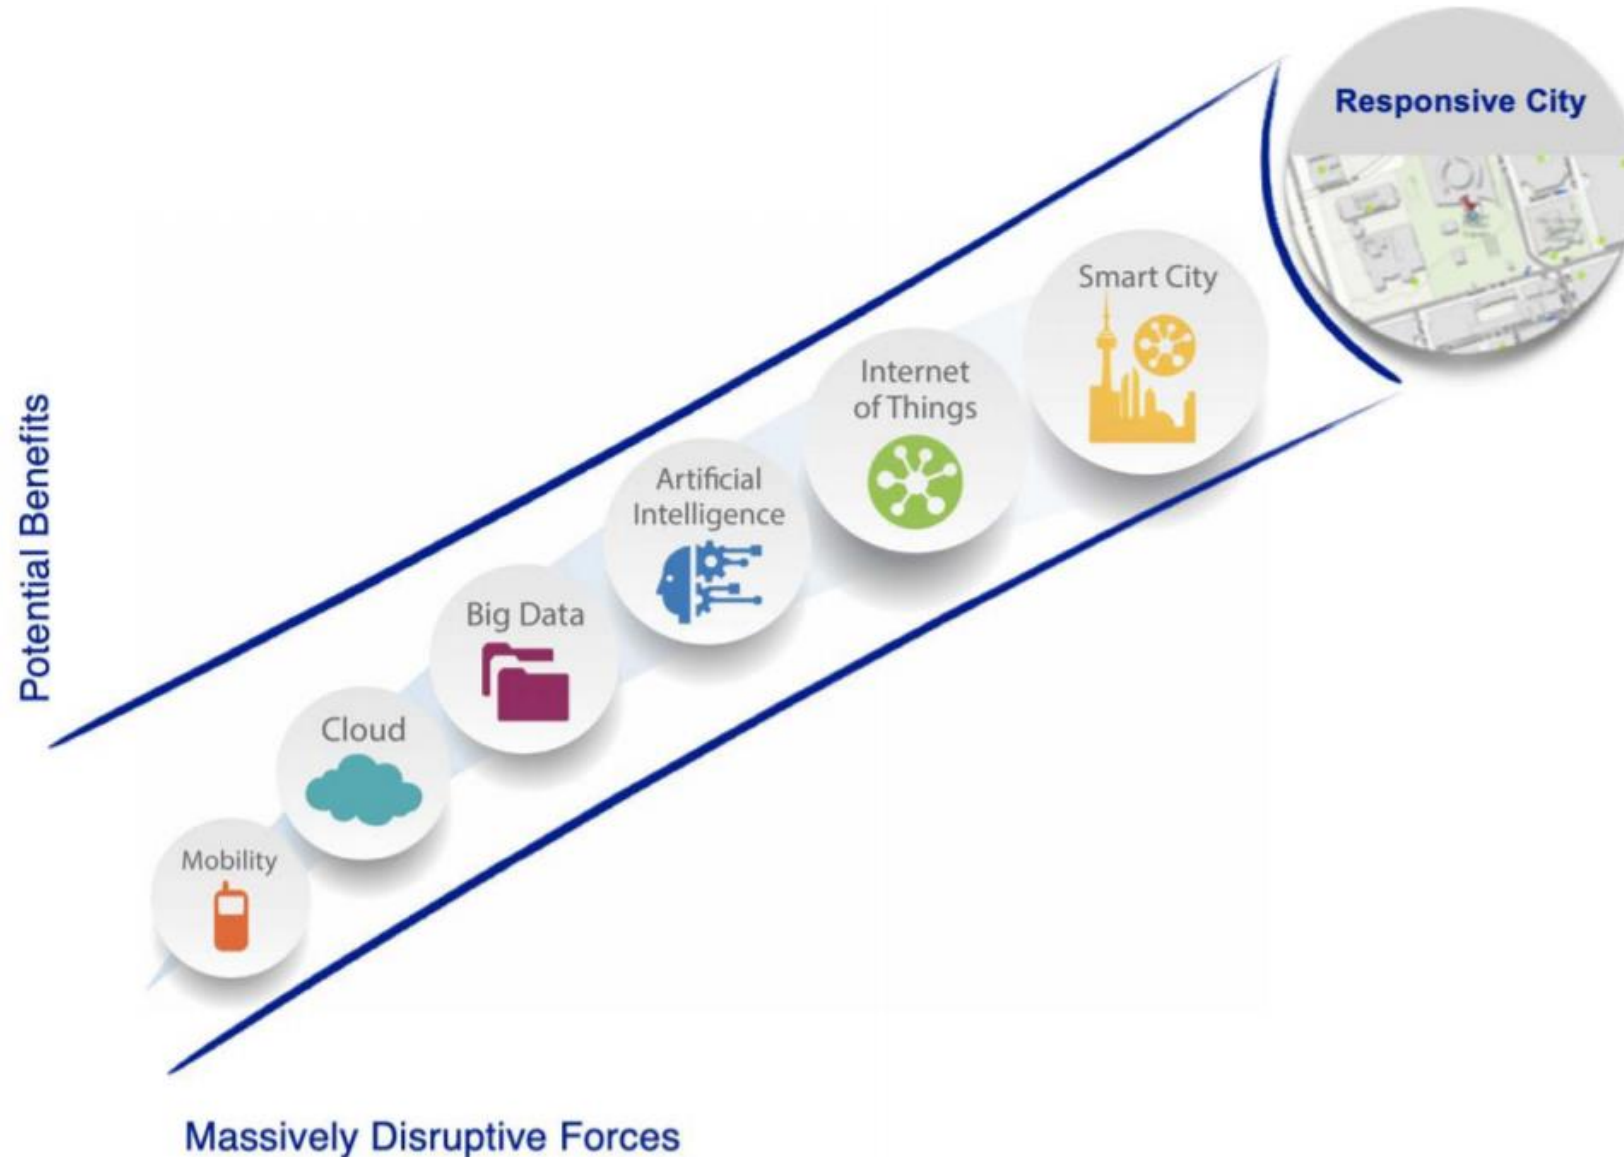 Responsive City
Smart City
Internet
of Things
Artificial
Intelligence
Big Data
Cloud
Mobility
Potential Benefits
Massively Disruptive Forces